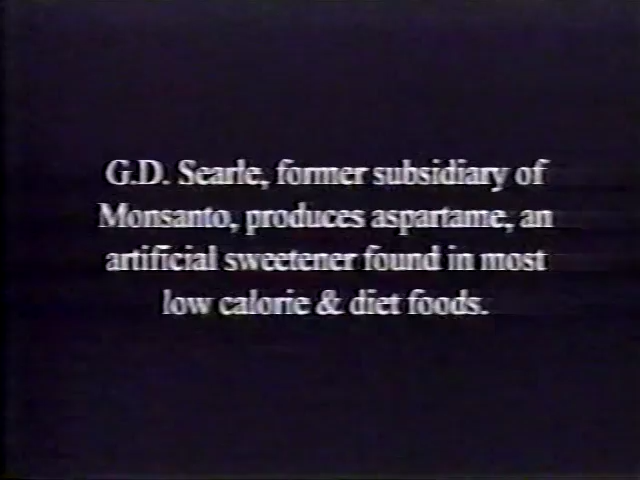 G.D. Searle, former subsidiary of
Monsanto, produces aspartame, an
artificial sweetener found in most
low calorie & diet foods.